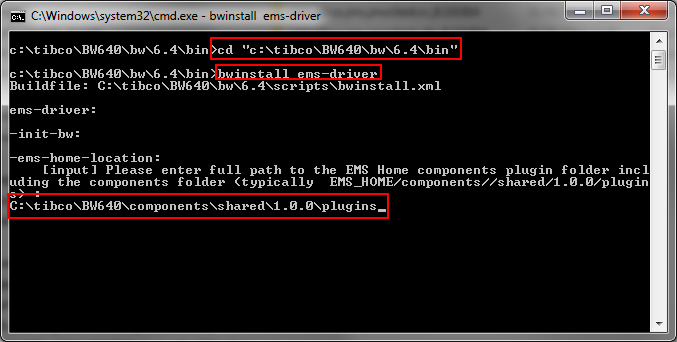 C:\Windows\system32\cmd.exe - bwinstall  ems-driver
c:\tibco\BW640\bw\6.4\bin>cd "c:\tibco\BW640\bw\6.4\bin"
c:\tibco\BW640\bw\6.4\bin>bwinstall ems-driver
Buildfile: C:\tibco\BW640\bw\6.4\scripts\bwinstall.xml
ems-driver:
-init-bw:
-ems-home-location:
[input] Please enter full path to the EMS Home components plugin folder incl
uding the components folder (typically  EMS_HOME/components//shared/1.0.0/plugin
s) :
C:\tibco\BW640\components\shared\1.0.0\plugins_